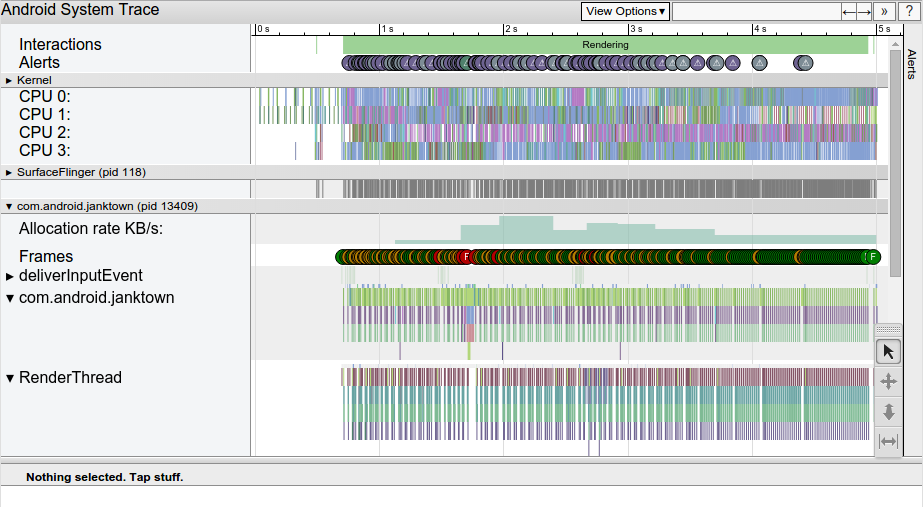 Android System Trace
View Options▾
← → » ?
0 s 1 s 2 s 3 s 4 s 5 s
Interactions Rendering
Alerts
Alerts
▸ Kernel
CPU 0:
CPU 1:
CPU 2:
CPU 3:
▸ SurfaceFlinger (pid 118)
▾ com.android.janktown (pid 13409)
Allocation rate KB/s:
Frames F F
▸ deliverInputEvent
▾ com.android.janktown
▾ RenderThread
Nothing selected. Tap stuff.